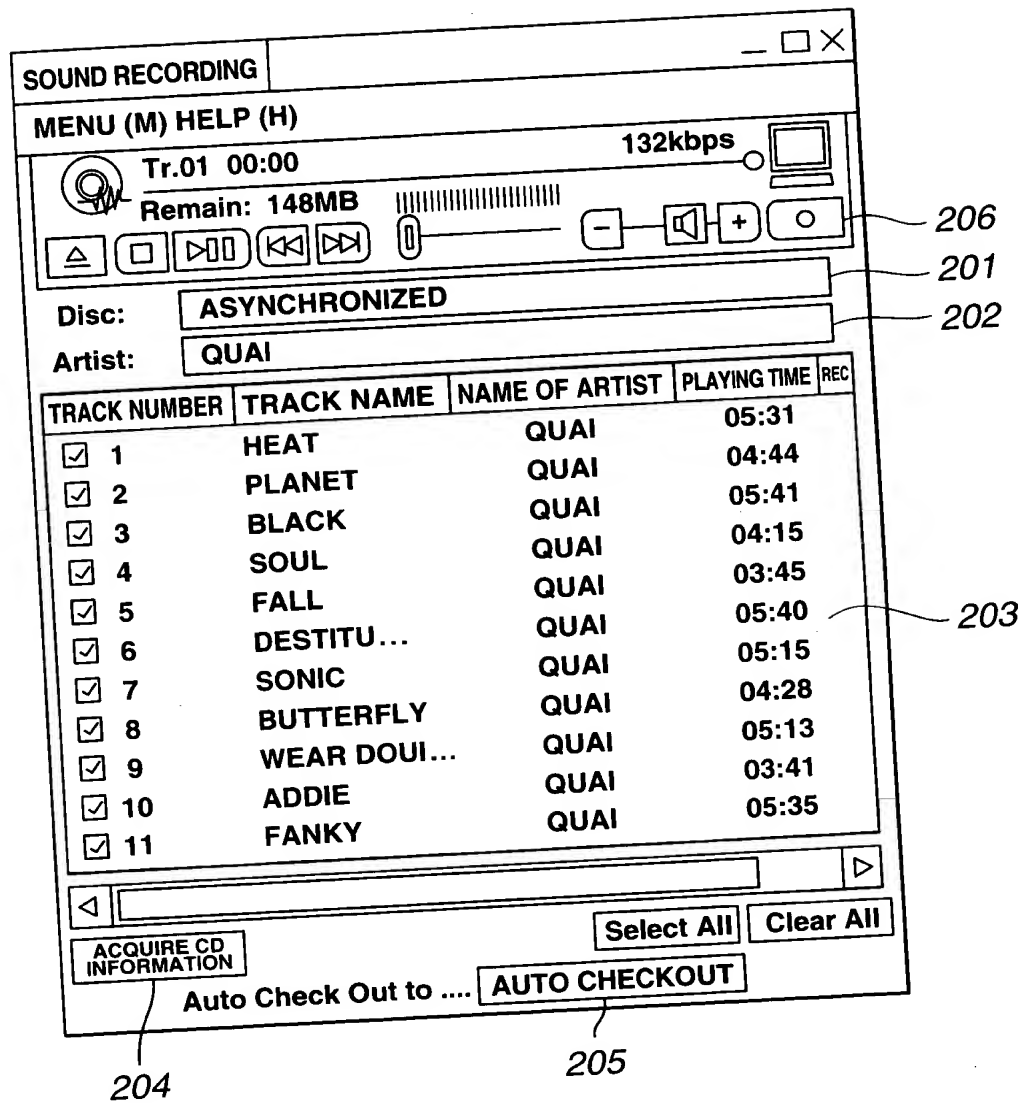 SOUND RECORDING
MENU (M) HELP (H)
Tr.01 00:00 132kbps
Remain: 148MB
206
Disc: ASYNCHRONIZED 201
Artist: QUAI 202
TRACK NUMBER TRACK NAME NAME OF ARTIST PLAYING TIME REC
1 HEAT QUAI 05:31
2 PLANET QUAI 04:44
3 BLACK QUAI 05:41
4 SOUL QUAI 04:15
5 FALL QUAI 03:45
6 DESTITU... QUAI 05:40
7 SONIC QUAI 05:15
8 BUTTERFLY QUAI 04:28
9 WEAR DOUI... QUAI 05:13
10 ADDIE QUAI 03:41
11 FANKY QUAI 05:35
203
Select All Clear All
ACQUIRE CD
INFORMATION
Auto Check Out to .... AUTO CHECKOUT
204
205